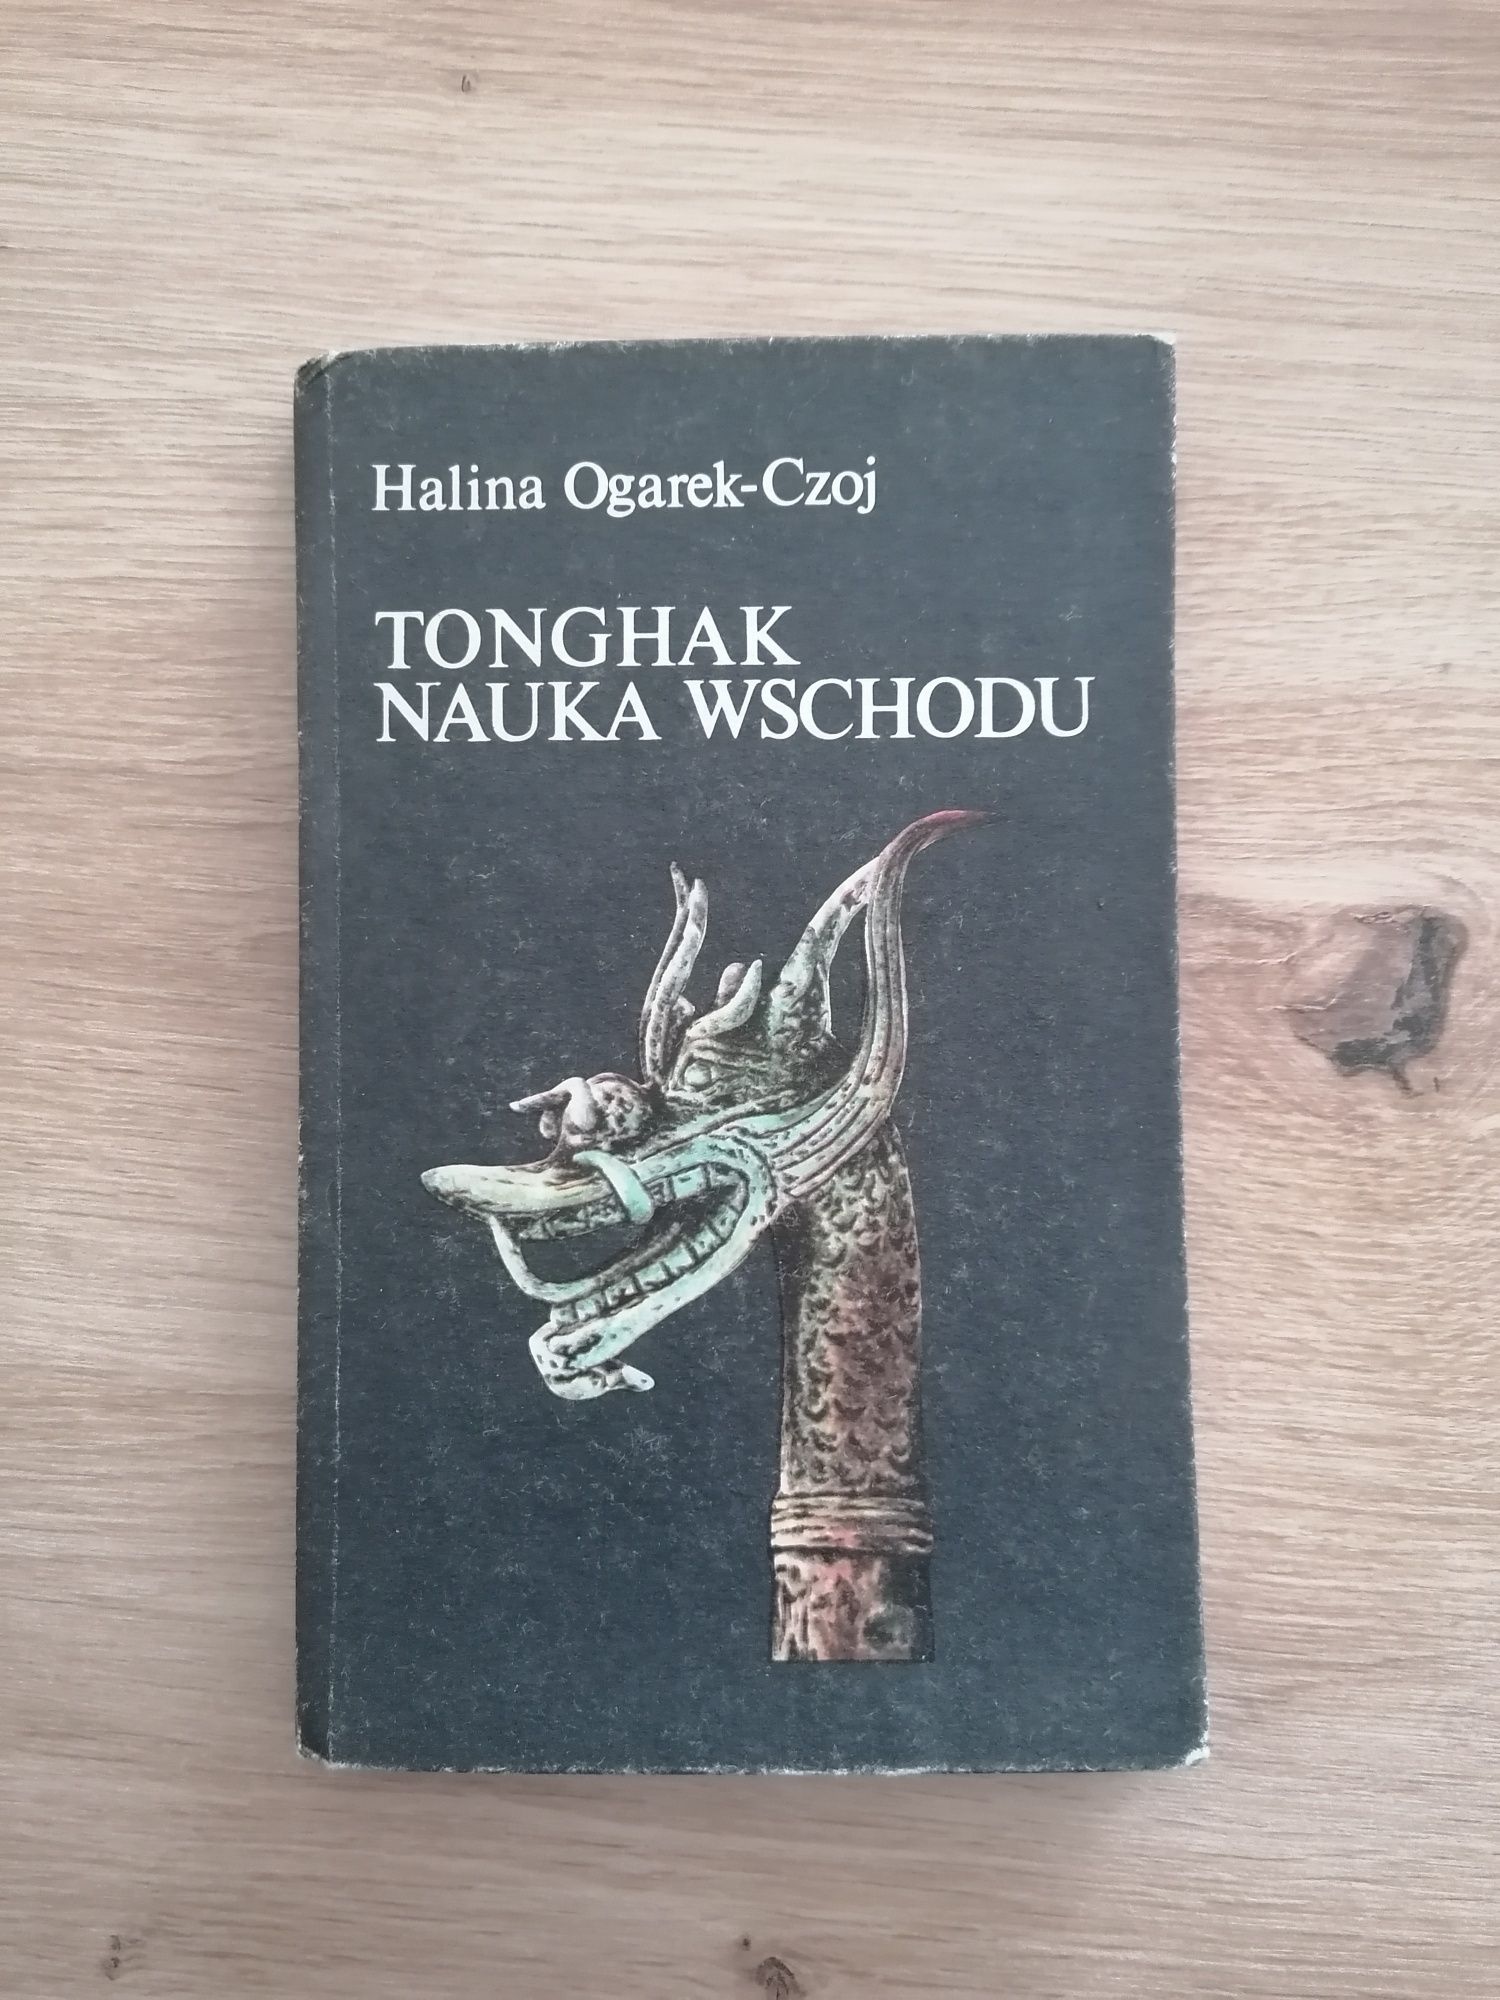 Halina Ogarek-Czoj
TONGHAK
NAUKA WSCHODU